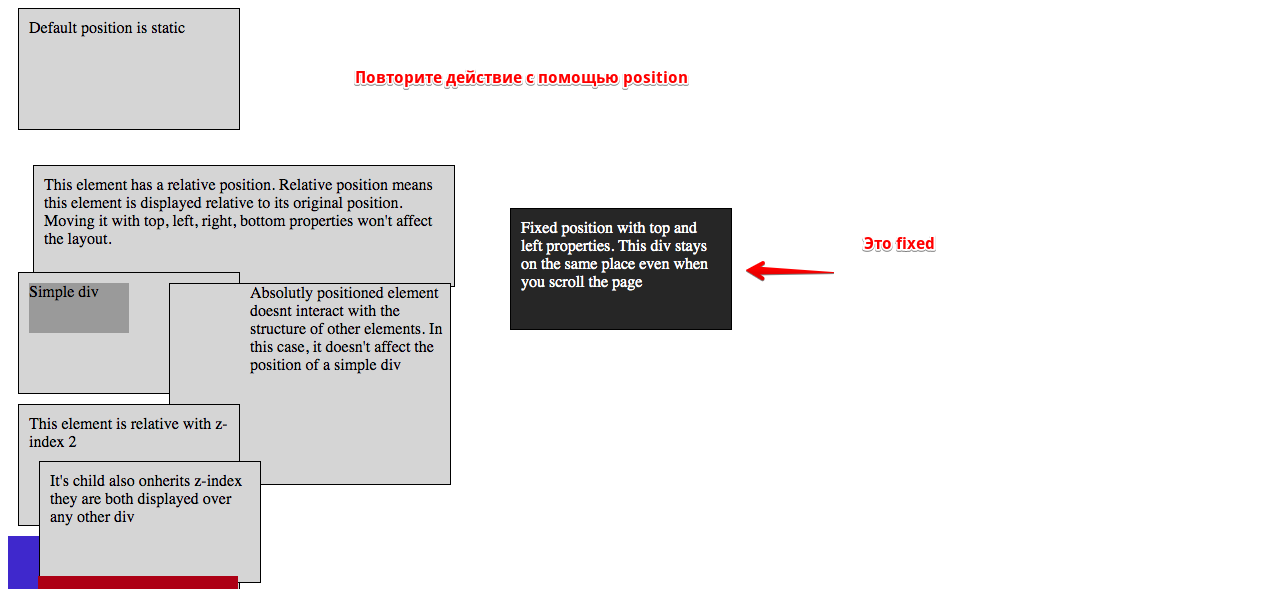 Default position is static
Повторите действие с помощью position
This element has a relative position. Relative position means
this element is displayed relative to its original position.
Moving it with top, left, right, bottom properties won't affect
the layout.
Fixed position with top and
left properties. This div stays
on the same place even when
you scroll the page
Это fixed
Simple div
Absolutly positioned element
doesnt interact with the
structure of other elements. In
this case, it doesn't affect the
position of a simple div
This element is relative with z-
index 2
It's child also onherits z-index
they are both displayed over
any other div